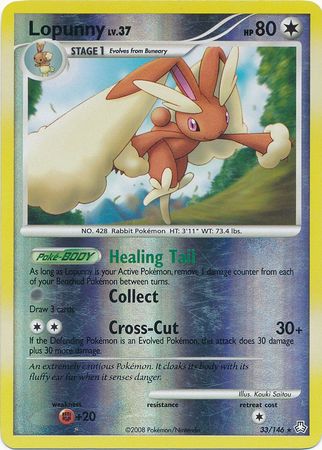 Lopunny LV.37 HP 80
STAGE 1 Evolves from Buneary
NO. 428 Rabbit Pokémon HT: 3'11" WT: 73.4 lbs.
Poké-BODY Healing Tail
As long as Lopunny is your Active Pokémon, remove 1 damage counter from each
of your Benched Pokémon between turns.
Collect
Draw 3 cards.
Cross-Cut 30+
If the Defending Pokémon is an Evolved Pokémon, this attack does 30 damage
plus 30 more damage.
An extremely cautious Pokémon. It cloaks its body with its
fluffy ear fur when it senses danger.
Illus. Kouki Saitou
weakness resistance retreat cost
+20
©2008 Pokémon/Nintendo 33/146 ★